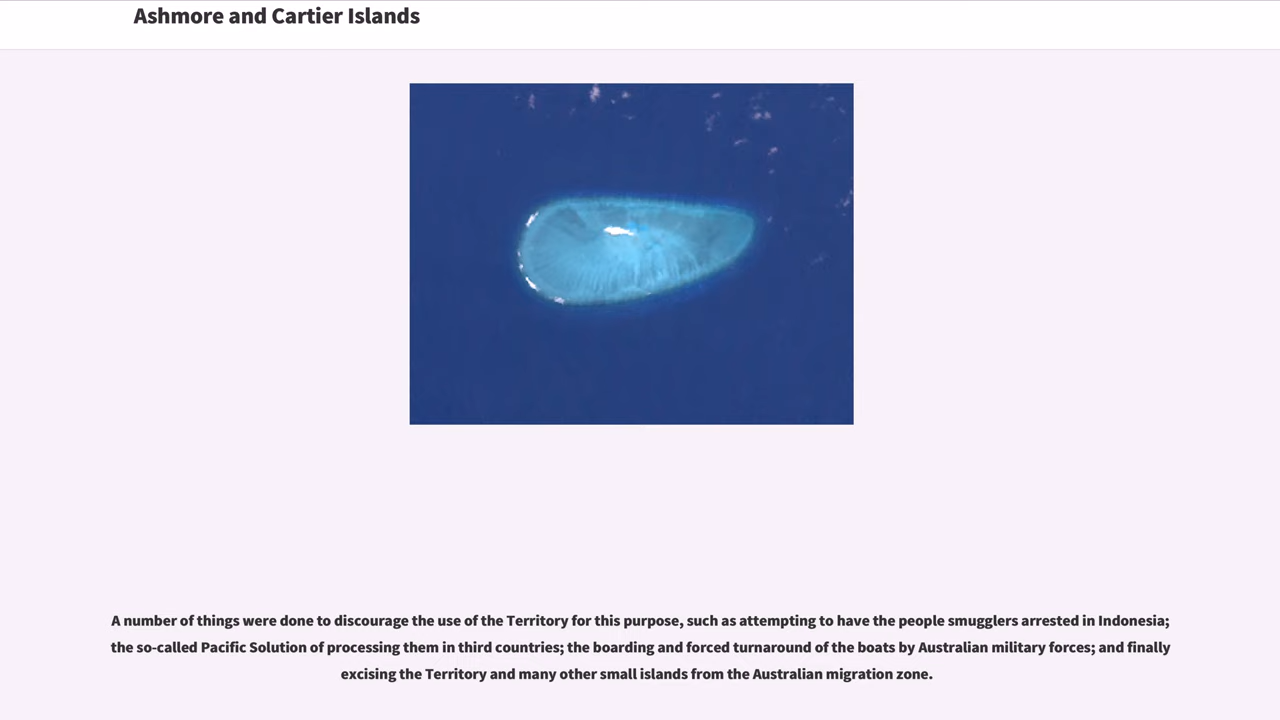 Ashmore and Cartier Islands
A number of things were done to discourage the use of the Territory for this purpose, such as attempting to have the people smugglers arrested in Indonesia;
the so-called Pacific Solution of processing them in third countries; the boarding and forced turnaround of the boats by Australian military forces; and finally
excising the Territory and many other small islands from the Australian migration zone.